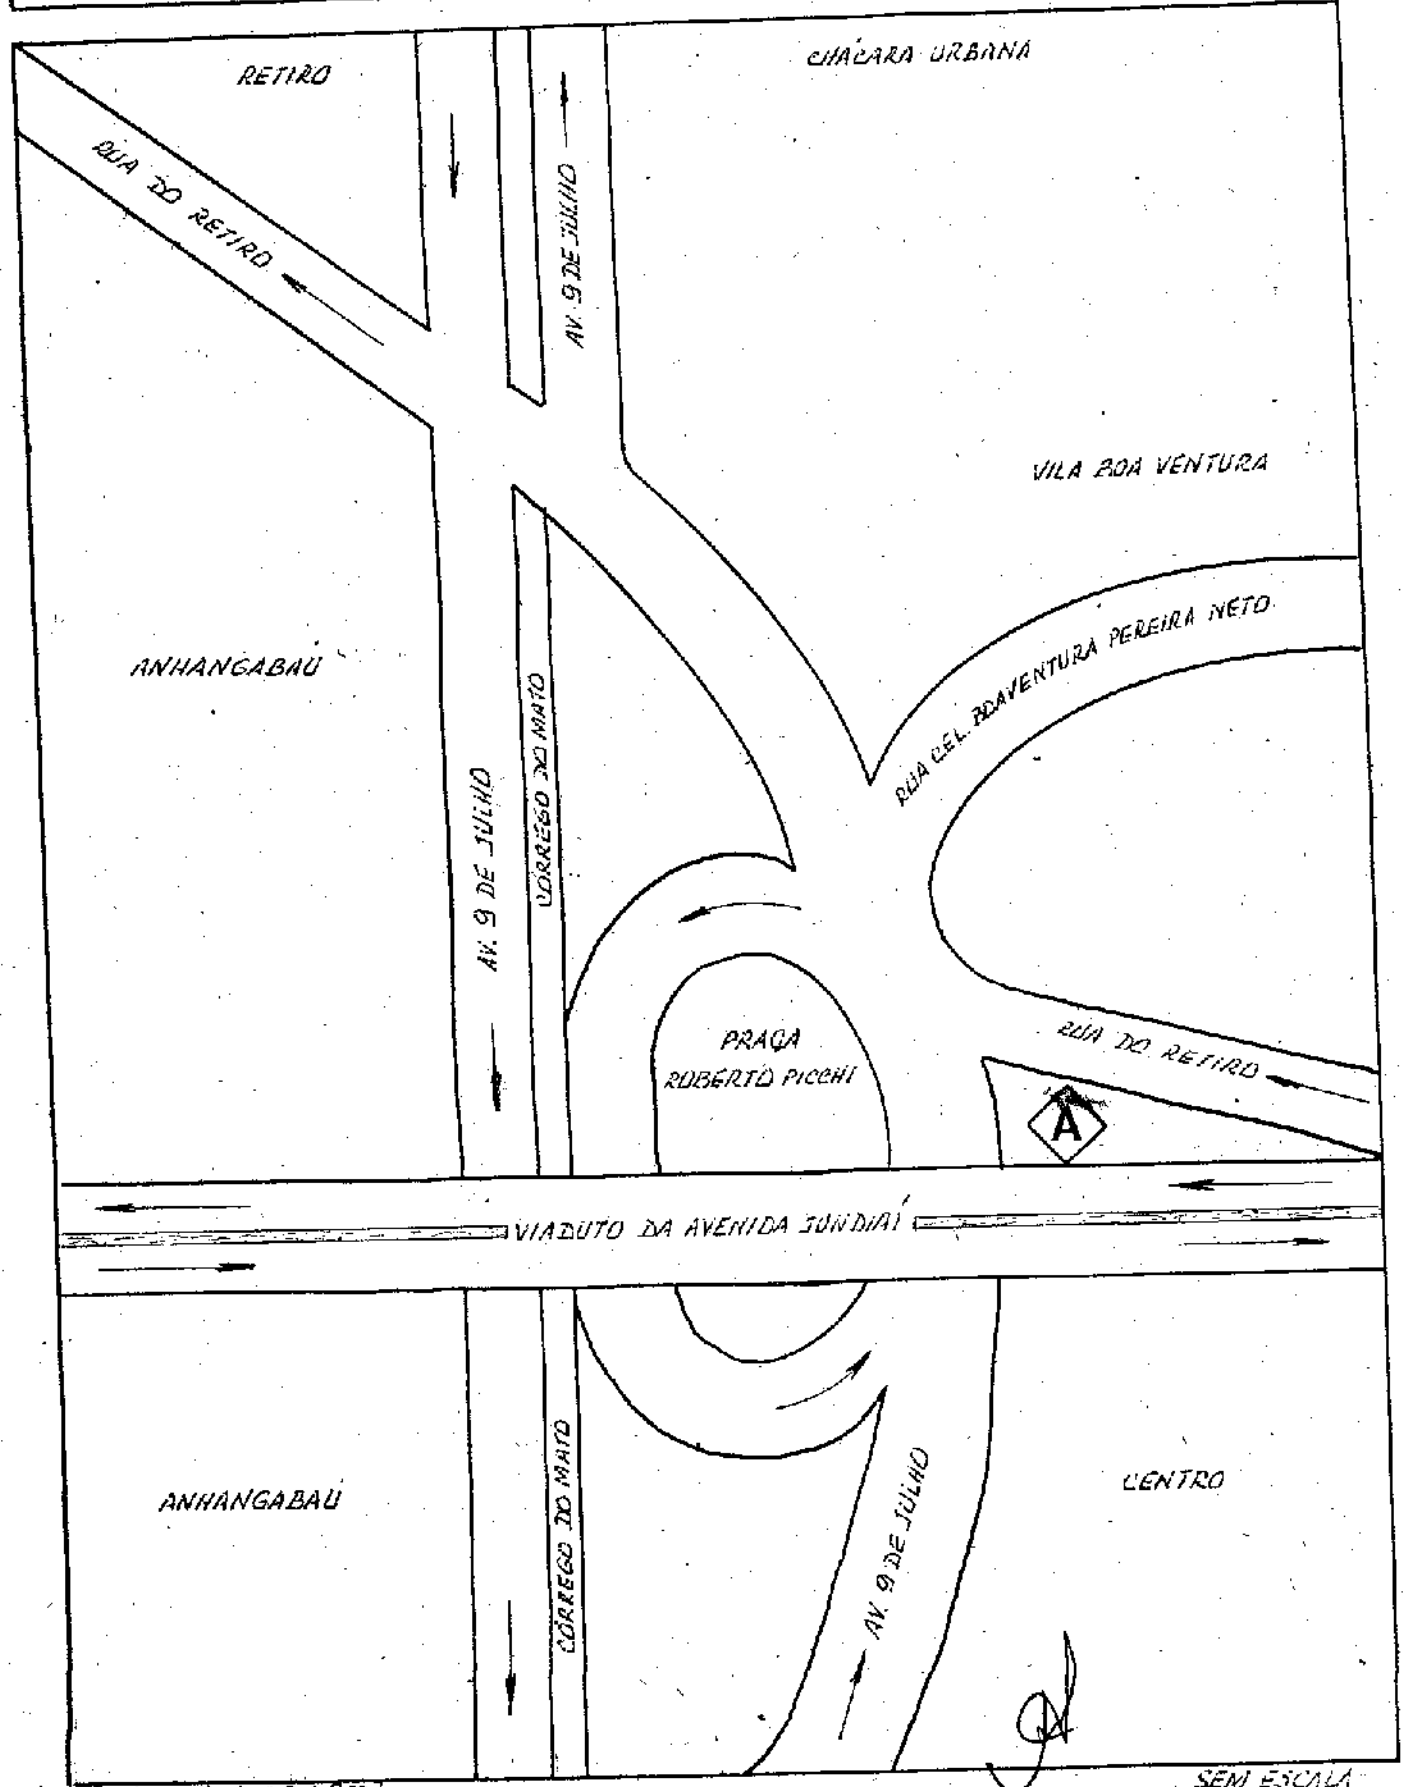 RETIRO
CHÁCARA URBANA
RUA DO RETIRO
AV. 9 DE JULHO
VILA BOA VENTURA
RUA CEL. BOAVENTURA PEREIRA NETO
ANHANGABAÚ
CÓRREGO DO MATO
AV. 9 DE JULHO
PRAÇA
ROBERTO PICCHI
RUA DO RETIRO
A
VIADUTO DA AVENIDA JUNDIAÍ
ANHANGABAÚ
CÓRREGO DO MATO
AV. 9 DE JULHO
CENTRO
SEM ESCALA